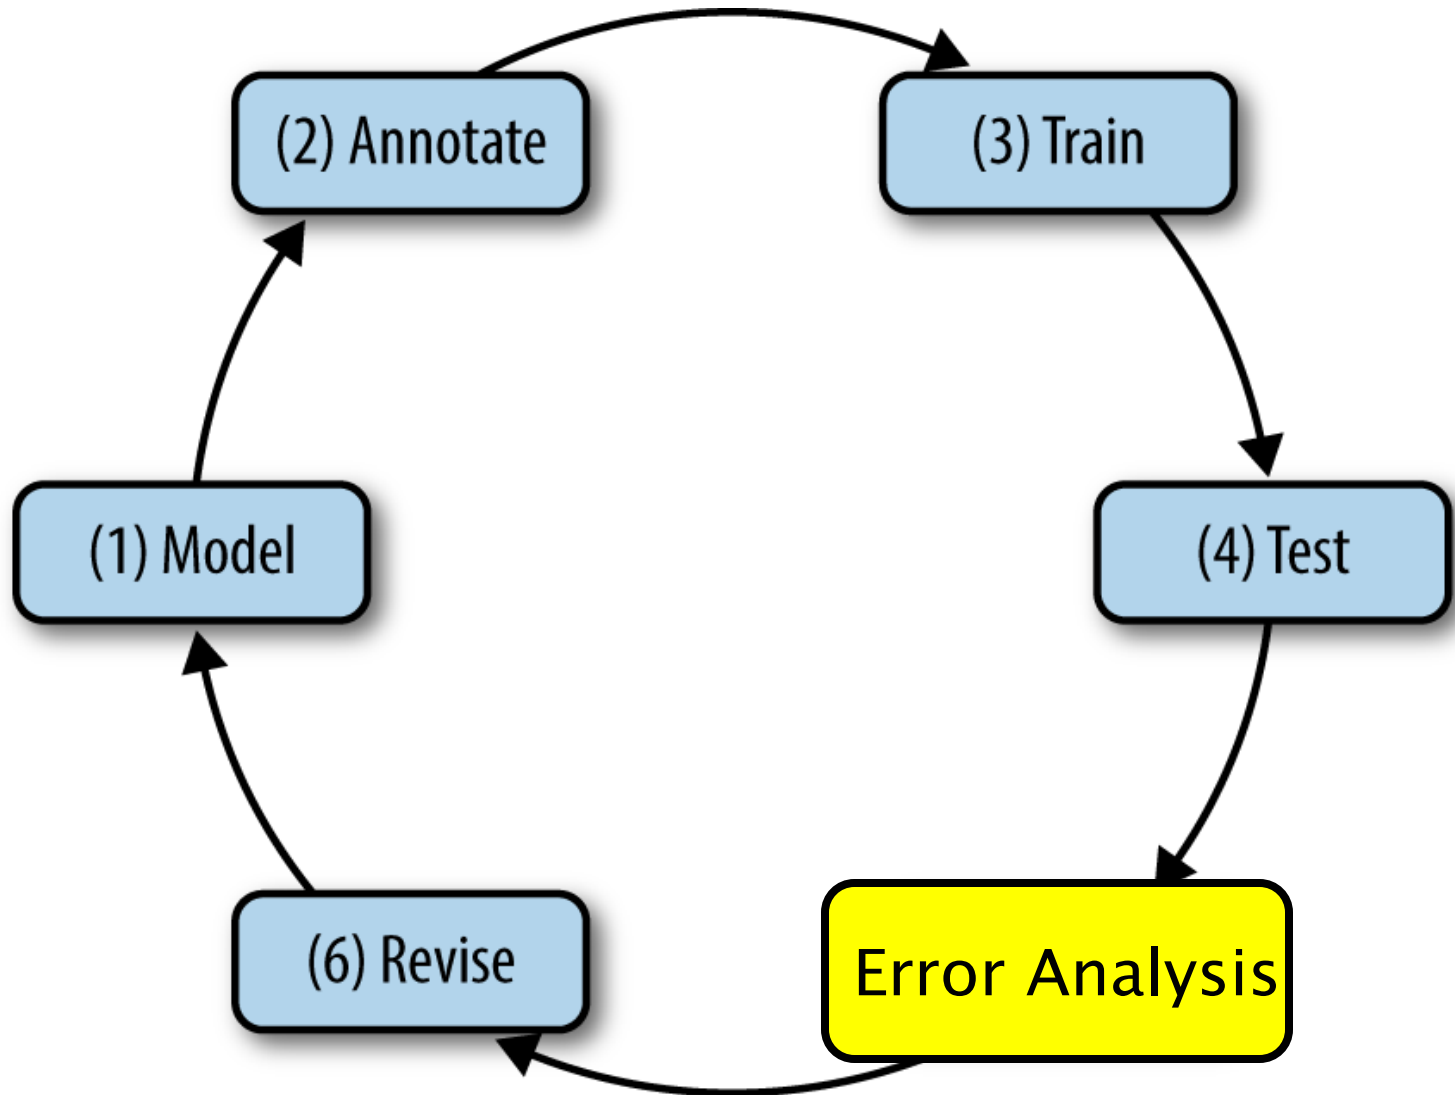 (2) Annotate
(3) Train
(1) Model
(4) Test
(6) Revise
Error Analysis